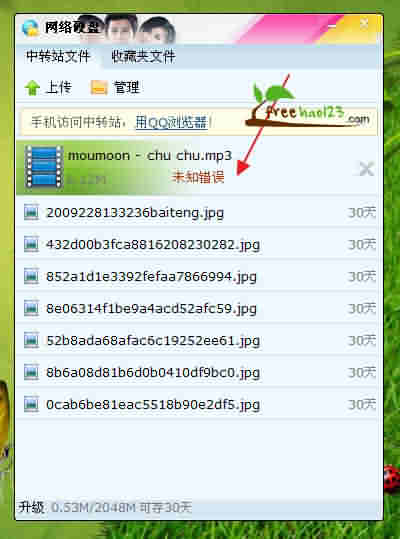 网络硬盘
中转站文件 收藏夹文件
上传 管理
手机访问中转站，用QQ浏览器！
freehao123.com
moumoon - chu chu.mp3
未知错误
2009228133236baiteng.jpg 30天
432d00b3fca8816208230282.jpg 30天
852a1d1e3392fefaa7866994.jpg 30天
8e06314f1be9a4acd52afc59.jpg 30天
52b8ada68afac6c19252ee61.jpg 30天
8b6a08d81b6d0b0410df9bc0.jpg 30天
0cab6be81eac5518b90e2df5.jpg 30天
升级 0.53M/2048M 可存30天